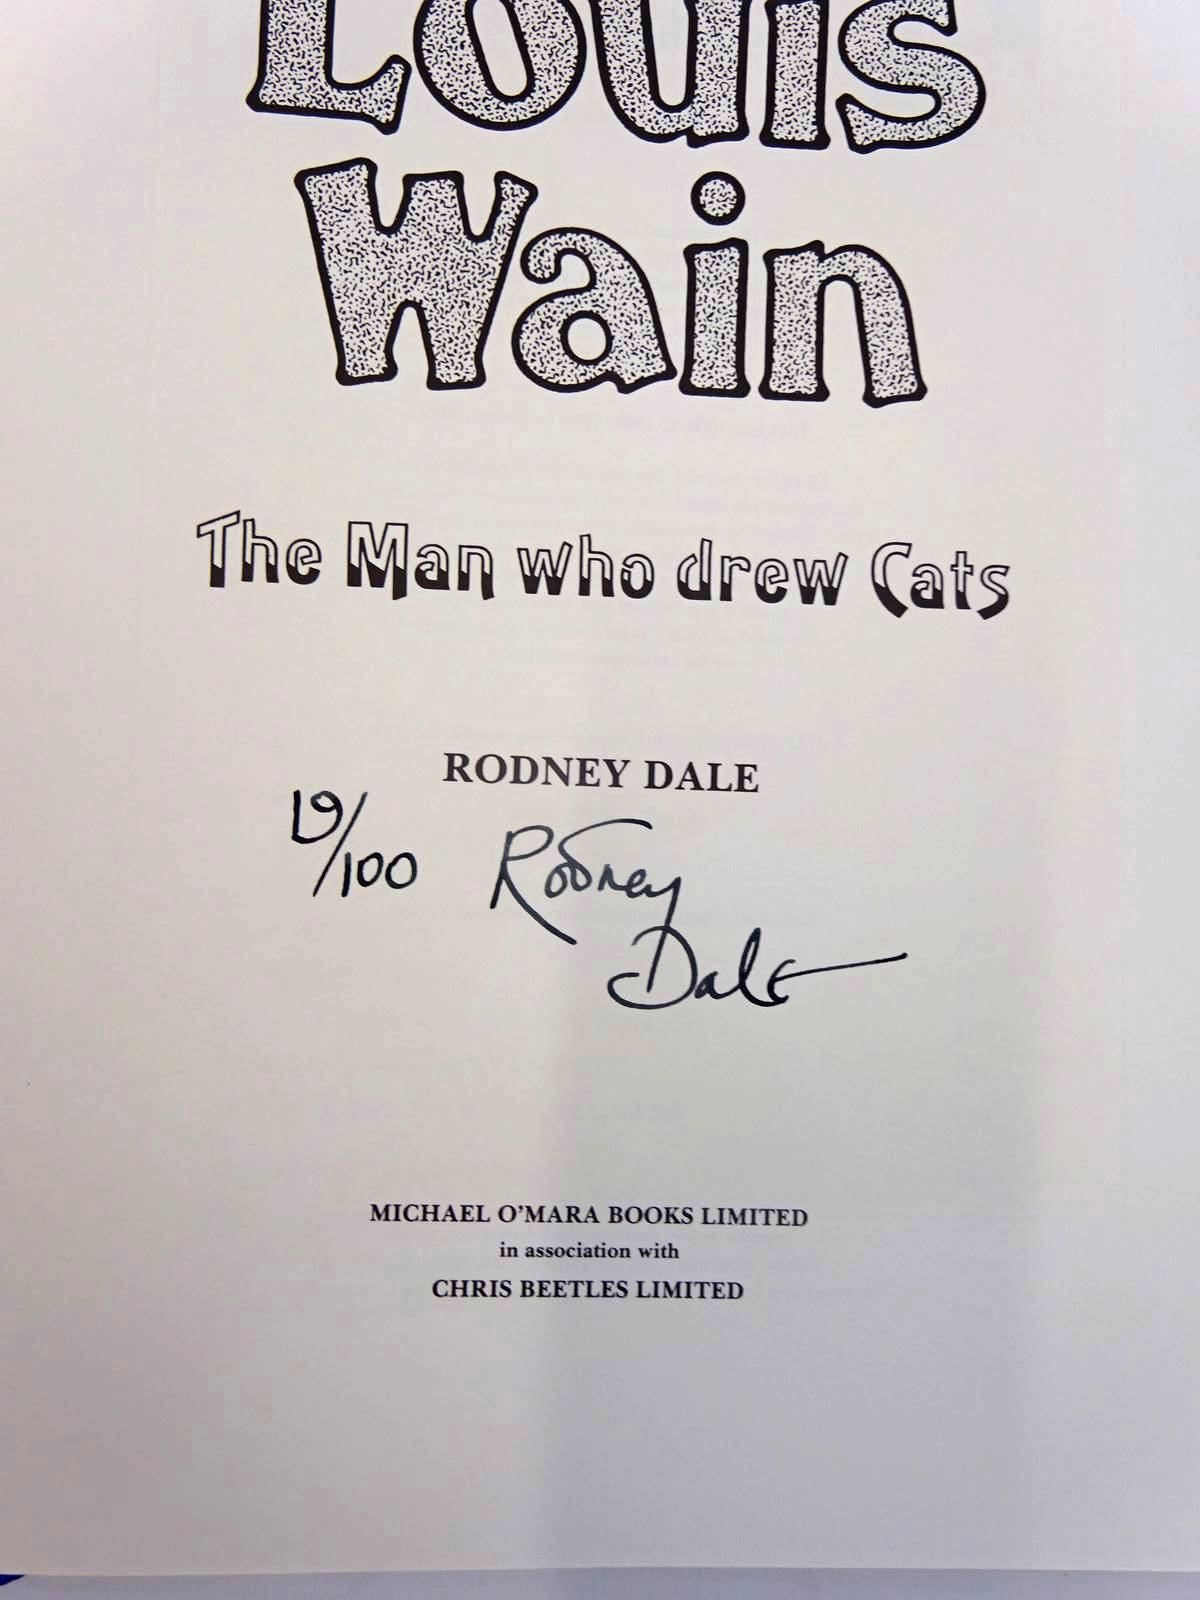 Louis
Wain
The Man who drew Cats
RODNEY DALE
19/100
Rodney
Dale
MICHAEL O'MARA BOOKS LIMITED
in association with
CHRIS BEETLES LIMITED